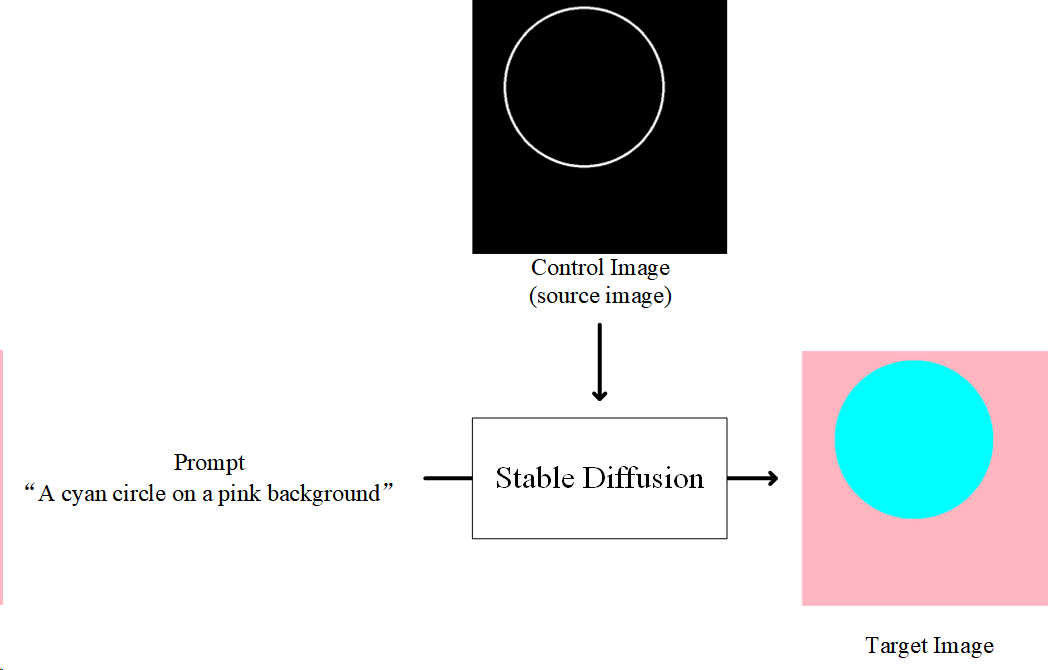 Control Image
(source image)
Prompt
“A cyan circle on a pink background”
Stable Diffusion
Target Image